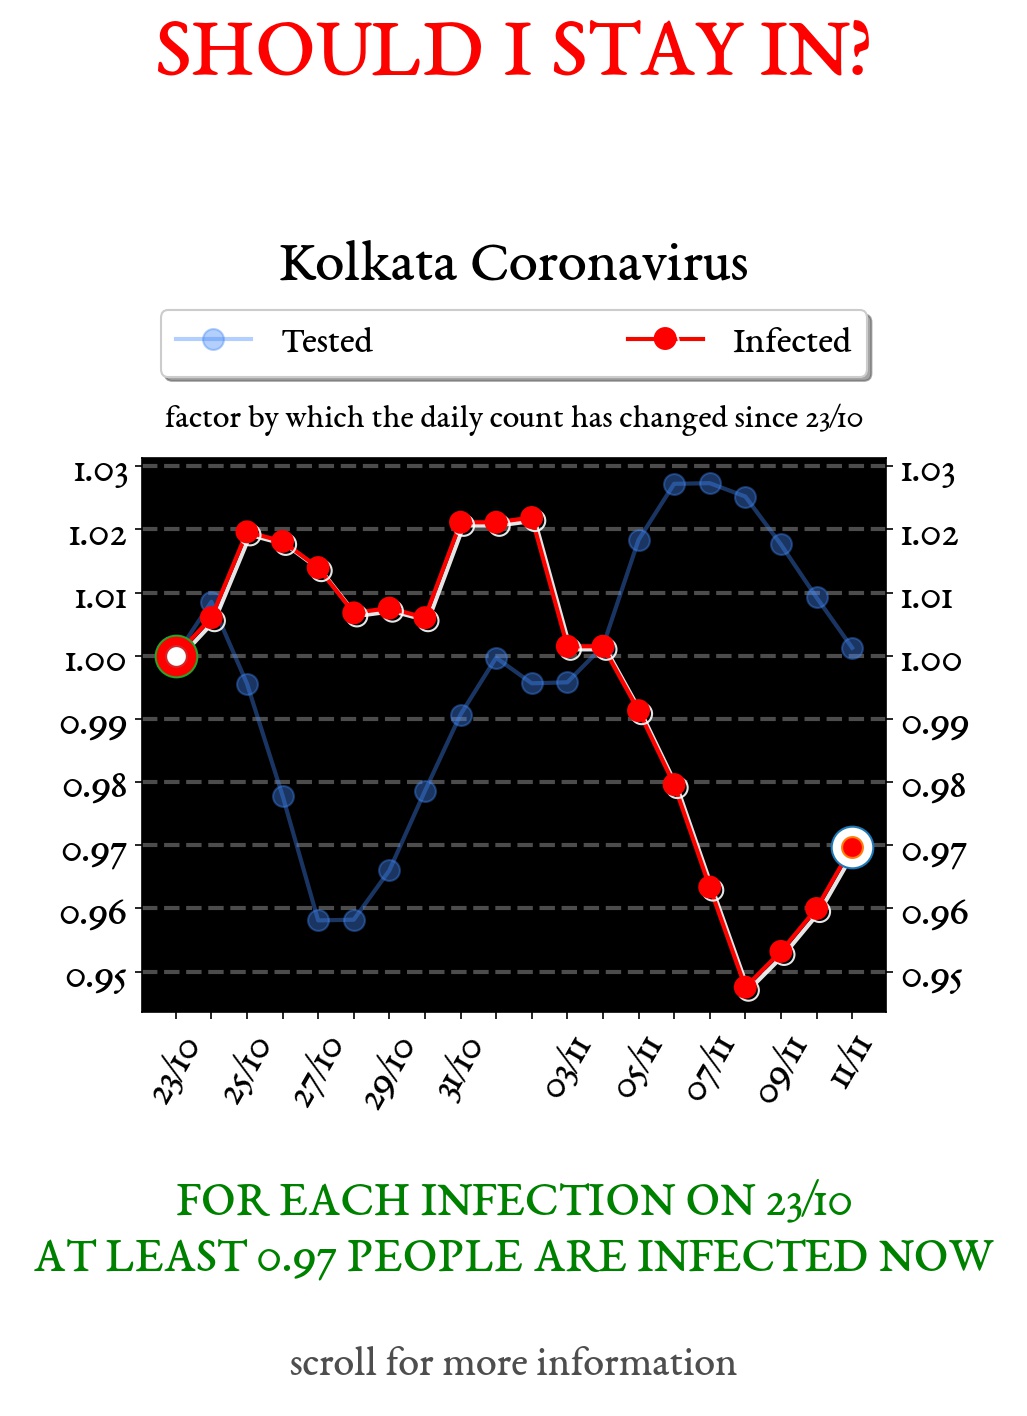 SHOULD I STAY IN?
Kolkata Coronavirus
Tested Infected
factor by which the daily count has changed since 23/10
1.03 1.03
1.02 1.02
1.01 1.01
1.00 1.00
0.99 0.99
0.98 0.98
0.97 0.97
0.96 0.96
0.95 0.95
23/10 25/10 27/10 29/10 31/10 03/11 05/11 07/11 09/11 11/11
FOR EACH INFECTION ON 23/10
AT LEAST 0.97 PEOPLE ARE INFECTED NOW
scroll for more information